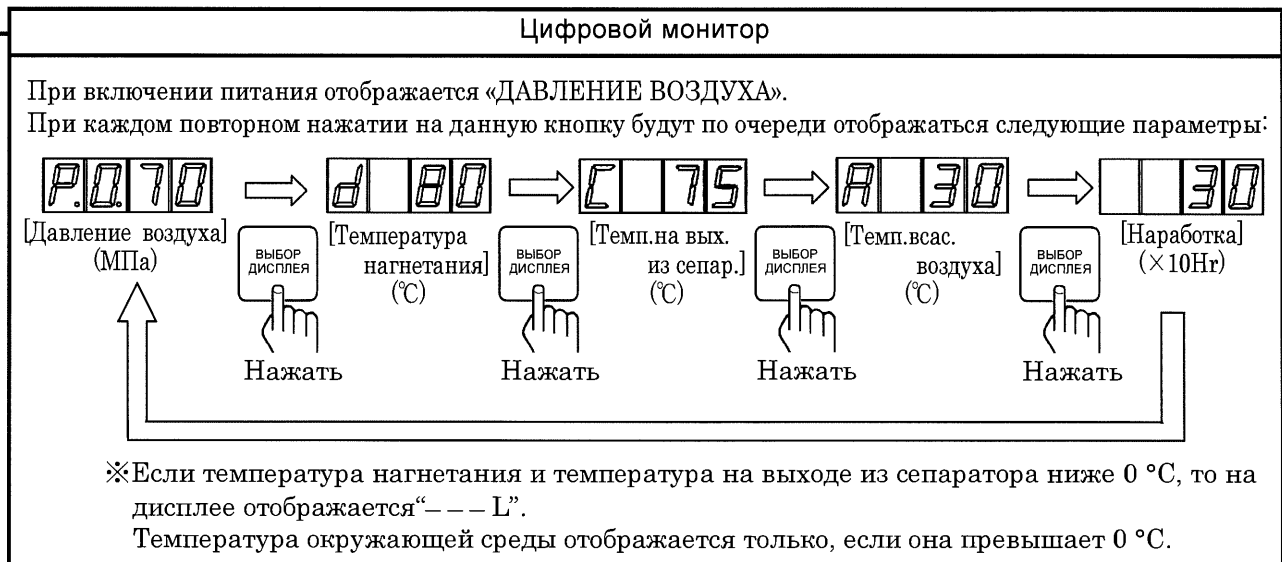 Цифровой монитор
При включении питания отображается «ДАВЛЕНИЕ ВОЗДУХА».
При каждом повторном нажатии на данную кнопку будут по очереди отображаться следующие параметры:
P.0.70
[Давление воздуха]
(МПа)
ВЫБОР
ДИСПЛЕЯ
Нажать
d 80
[Температура
нагнетания]
(℃)
ВЫБОР
ДИСПЛЕЯ
Нажать
C 75
[Темп.на вых.
из сепар.]
(℃)
ВЫБОР
ДИСПЛЕЯ
Нажать
A 30
[Темп.всас.
воздуха]
(℃)
ВЫБОР
ДИСПЛЕЯ
Нажать
30
[Наработка]
(×10Hr)
※Если температура нагнетания и температура на выходе из сепаратора ниже 0 °C, то на
дисплее отображается“– – – L”.
Температура окружающей среды отображается только, если она превышает 0 °C.